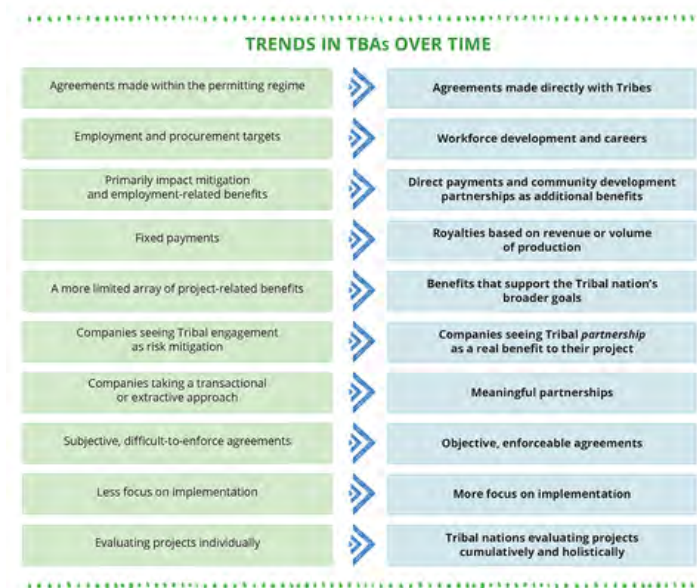 TRENDS IN TBAs OVER TIME
Agreements made within the permitting regime
Agreements made directly with Tribes
Employment and procurement targets
Workforce development and careers
Primarily impact mitigation
and employment-related benefits
Direct payments and community development
partnerships as additional benefits
Fixed payments
Royalties based on revenue or volume
of production
A more limited array of project-related benefits
Benefits that support the Tribal nation's
broader goals
Companies seeing Tribal engagement
as risk mitigation
Companies seeing Tribal partnership
as a real benefit to their project
Companies taking a transactional
or extractive approach
Meaningful partnerships
Subjective, difficult-to-enforce agreements
Objective, enforceable agreements
Less focus on implementation
More focus on implementation
Evaluating projects individually
Tribal nations evaluating projects
cumulatively and holistically